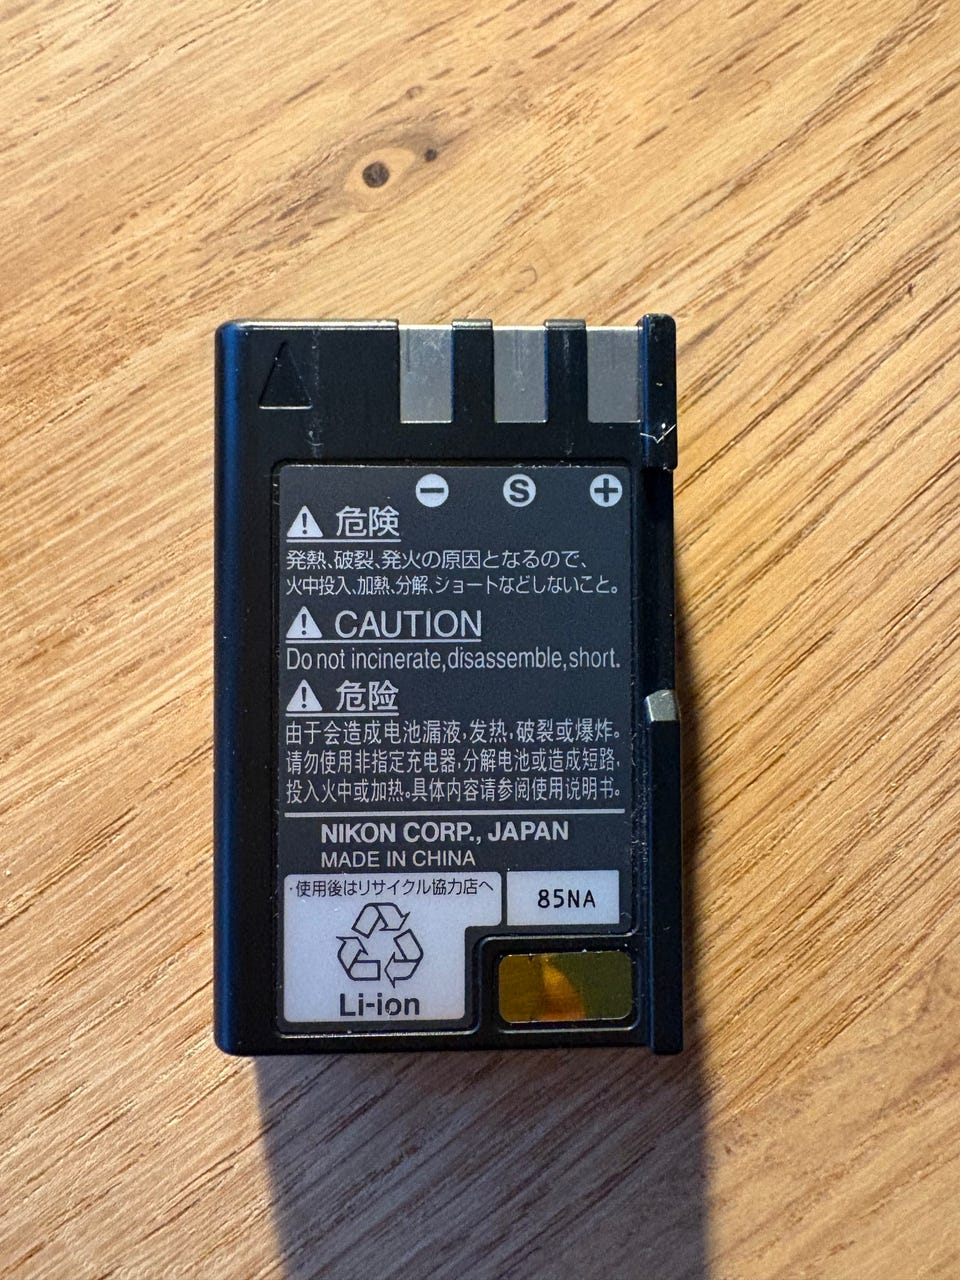 − S +
危険
発熱、破裂、発火の原因となるので、
火中投入、加熱、分解、ショートなどしないこと。
CAUTION
Do not incinerate,disassemble,short.
危险
由于会造成电池漏液,发热,破裂或爆炸。
请勿使用非指定充电器,分解电池或造成短路,
投入火中或加热。具体内容请参阅使用说明书。
NIKON CORP., JAPAN
MADE IN CHINA
・使用後はリサイクル協力店へ
85NA
Li-ion